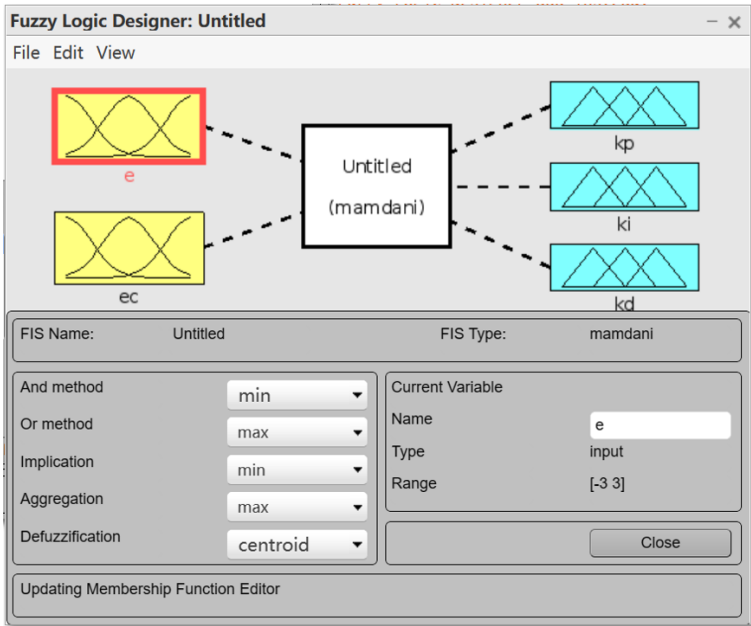 Fuzzy Logic Designer: Untitled
File Edit View
e
ec
Untitled
(mamdani)
kp
ki
kd
FIS Name: Untitled FIS Type: mamdani
And method min
Or method max
Implication min
Aggregation max
Defuzzification centroid
Current Variable
Name e
Type input
Range [-3 3]
Close
Updating Membership Function Editor